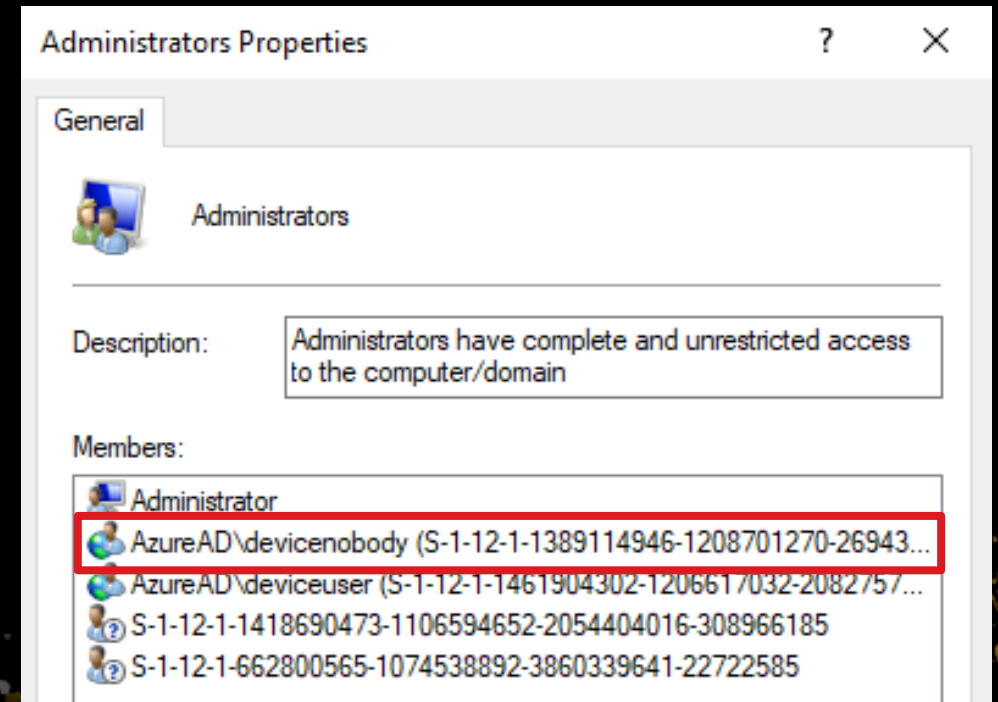 Administrators Properties ? ×
General
Administrators
Description:
Administrators have complete and unrestricted access
to the computer/domain
Members:
Administrator
AzureAD\devicenobody (S-1-12-1-1389114946-1208701270-26943...
AzureAD\deviceuser (S-1-12-1-1461904302-1206617032-2082757...
S-1-12-1-1418690473-1106594652-2054404016-308966185
S-1-12-1-662800565-1074538892-3860339641-22722585